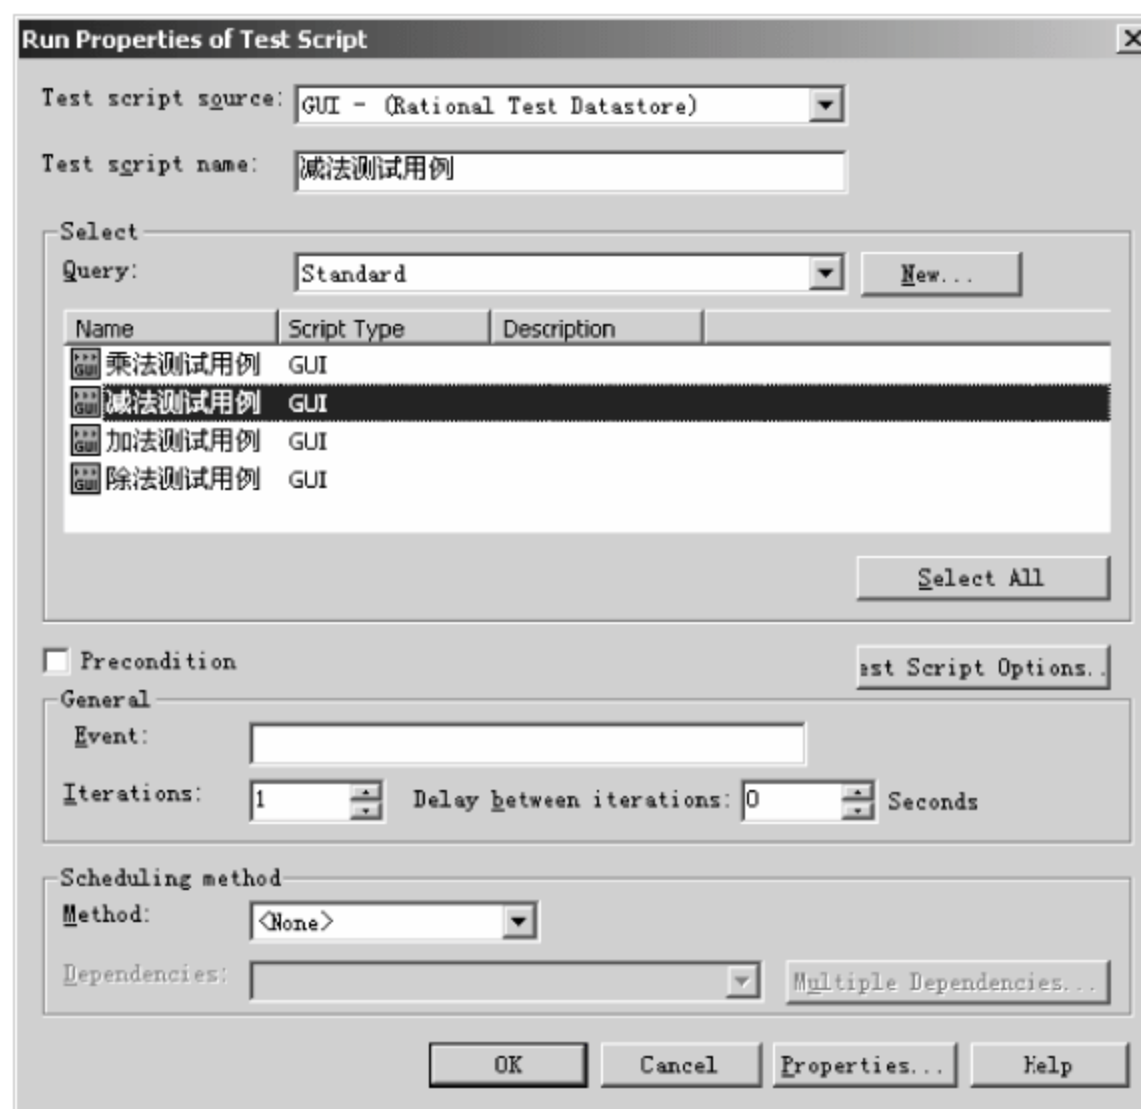 Run Properties of Test Script
Test script source: GUI - (Rational Test Datastore)
Test script name: 减法测试用例
Select
Query: Standard New...
Name Script Type Description
乘法测试用例 GUI
减法测试用例 GUI
加法测试用例 GUI
除法测试用例 GUI
Select All
Precondition est Script Options..
General
Event:
Iterations: 1 Delay between iterations: 0 Seconds
Scheduling method
Method: <None>
Dependencies: Multiple Dependencies...
OK Cancel Properties... Help